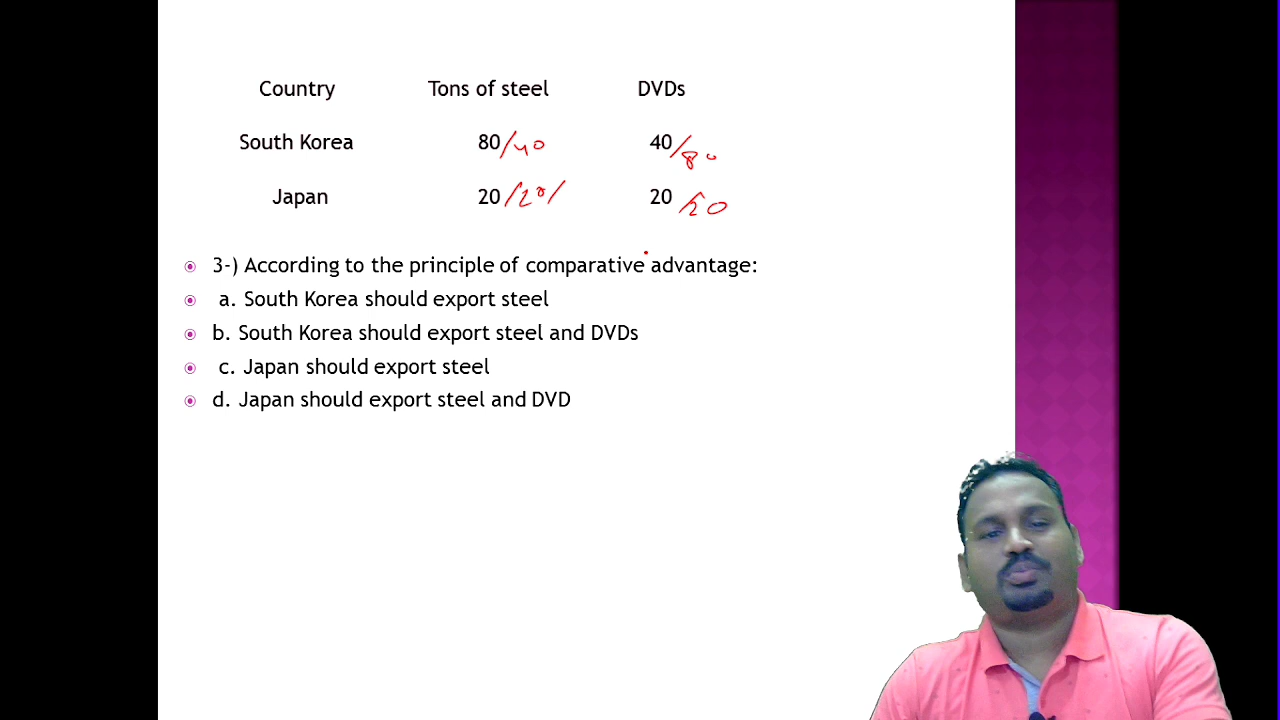 Country Tons of steel DVDs
South Korea 80/40 40/80
Japan 20/20/ 20 /20
3-) According to the principle of comparative advantage:
a. South Korea should export steel
b. South Korea should export steel and DVDs
c. Japan should export steel
d. Japan should export steel and DVD